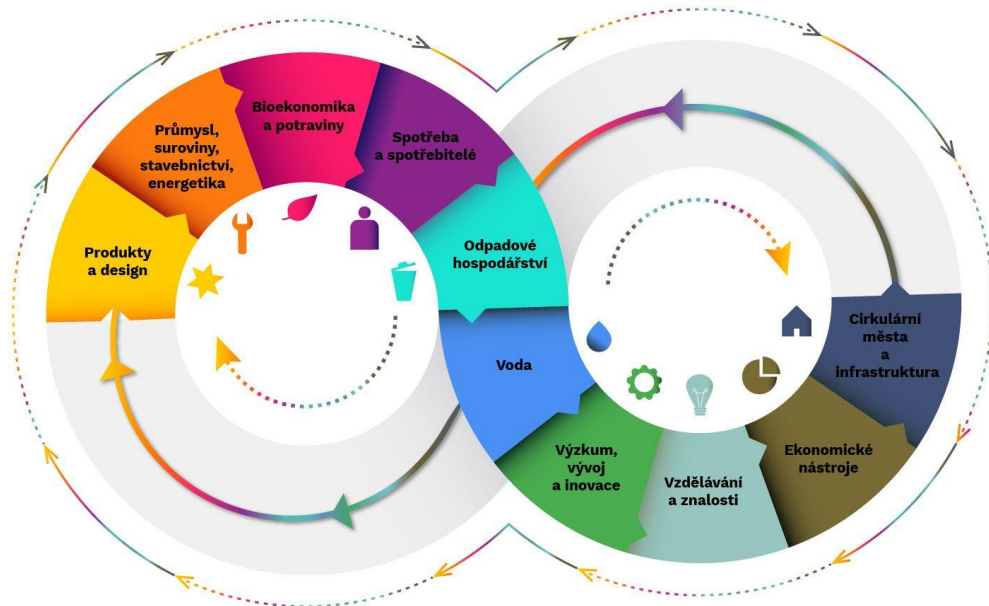 Produkty
a design
Průmysl,
suroviny,
stavebnictví,
energetika
Bioekonomika
a potraviny
Spotřeba
a spotřebitelé
Odpadové
hospodářství
Voda
Výzkum,
vývoj
a inovace
Vzdělávání
a znalosti
Ekonomické
nástroje
Cirkulární
města
a
infrastruktura